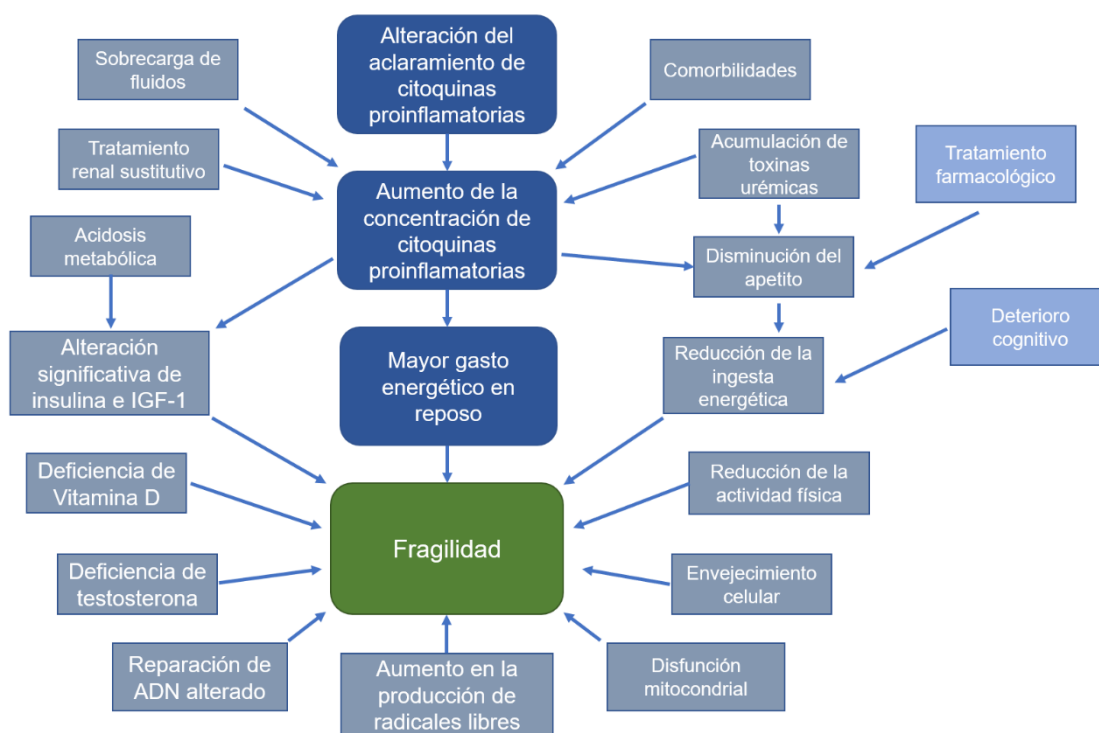 Alteración del
aclaramiento de
citoquinas
proinflamatorias
Sobrecarga de
fluidos
Comorbilidades
Tratamiento
renal sustitutivo
Aumento de la
concentración de
citoquinas
proinflamatorias
Acumulación de
toxinas
urémicas
Tratamiento
farmacológico
Acidosis
metabólica
Disminución del
apetito
Alteración
significativa de
insulina e IGF-1
Mayor gasto
energético en
reposo
Reducción de la
ingesta
energética
Deterioro
cognitivo
Deficiencia de
Vitamina D
Reducción de la
actividad física
Fragilidad
Deficiencia de
testosterona
Envejecimiento
celular
Reparación de
ADN alterado
Aumento en la
producción de
radicales libres
Disfunción
mitocondrial